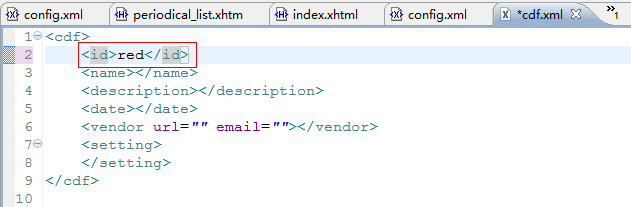 config.xml periodical_list.xhtm index.xhtml config.xml *cdf.xml »1
1 <cdf>
2 <id>red</id>
3 <name></name>
4 <description></description>
5 <date></date>
6 <vendor url="" email=""></vendor>
7 <setting>
8 </setting>
9 </cdf>
10